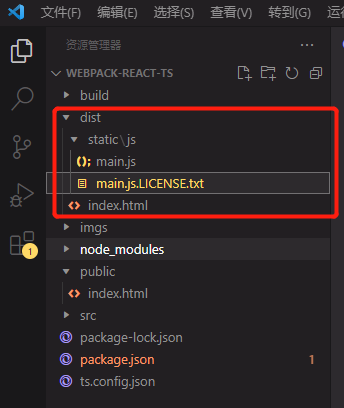 文件(F)
编辑(E)
选择(S)
查看(V)
转到(G)
运行
资源管理器
WEBPACK-REACT-TS
build
dist
static\js
main.js
main.js.LICENSE.txt
index.html
imgs
node_modules
public
index.html
src
package-lock.json
package.json
1
ts.config.json
1